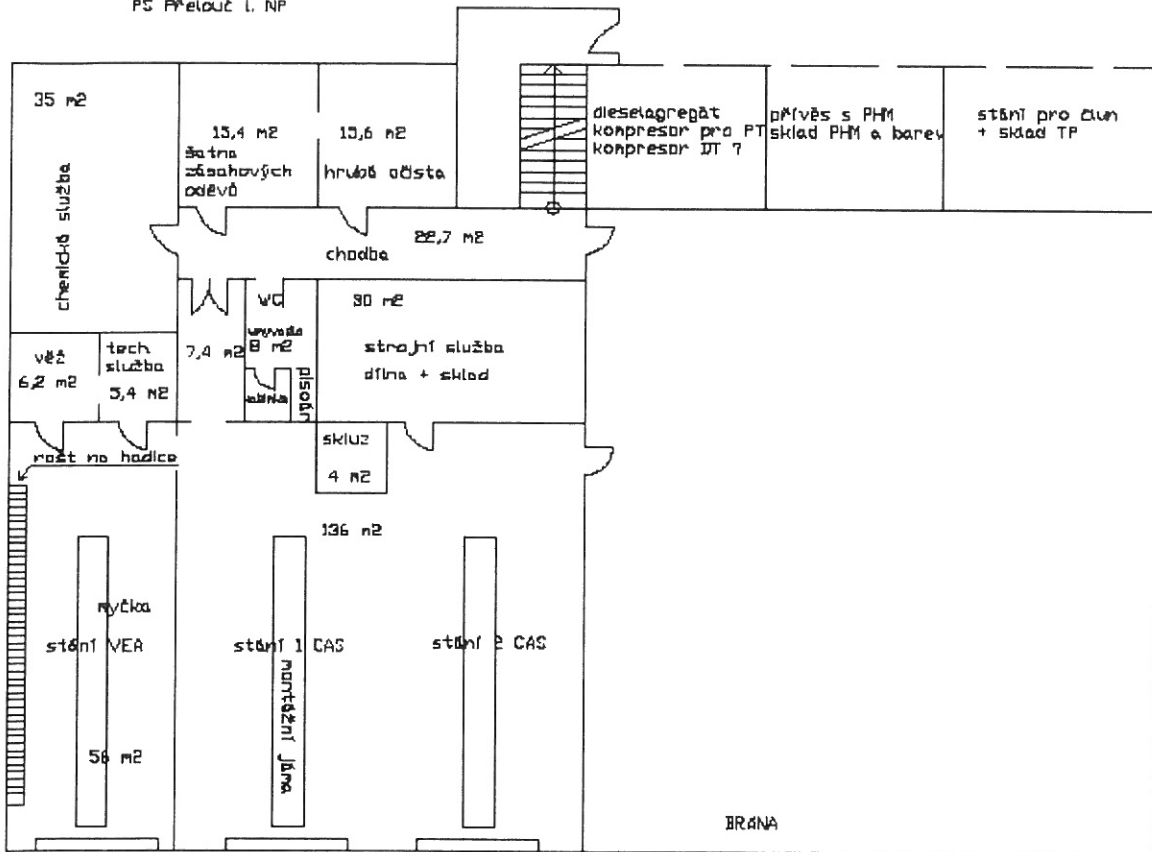 PS Přelouč 1. NP
35 m2
chemická služba
15,4 m2
šatna
zásahových
oděvů
15,6 m2
hrubá očista
dieselagregát
kompresor pro PT
kompresor DT 7
přívěs s PHM
sklad PHM a barev
stání pro člun
+ sklad TP
22,7 m2
chodba
věž
6,2 m2
tech
služba
5,4 m2
7,4 m2
WC
8 m2
pisoár
30 m2
strojní služba
dílna + sklad
skluz
4 m2
rošt na hadice
136 m2
myčka
stání VEA
56 m2
stání 1 CAS
montážní jáma
stání 2 CAS
BRÁNA